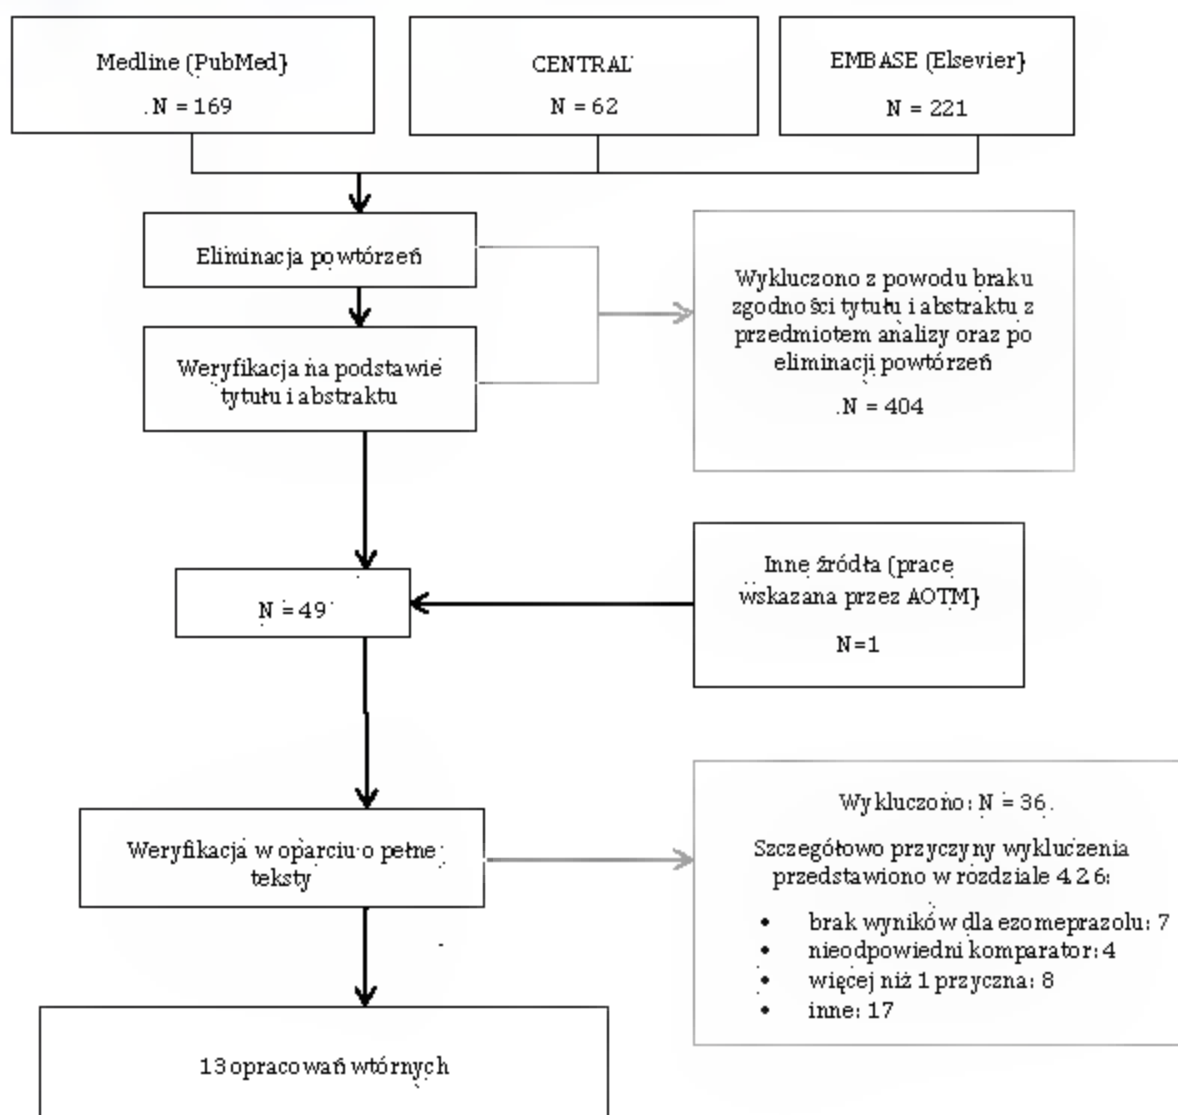 Medline (PubMed}
N = 169
CENTRAL
N = 62
EMBASE (Elsevier}
N = 221
Eliminacja powtórzeń
Weryfikacja na podstawie
tytułu i abstraktu
Wykluczono z powodu braku
zgodności tytułu i abstraktu z
przedmiotem analizy oraz po
eliminacji powtórzeń
N = 404
N = 49
Inne źródła (prace
wskazana przez AOTM}
N=1
Weryfikacja w oparciu o pełne
teksty
Wykluczono: N = 36.
Szczegółowo przyczyny wykluczenia
przedstawiono w rozdziale 4.2.6:
• brak wyników dla ezomeprazolu: 7
• nieodpowiedni komparator: 4
• więcej niż 1 przyczna: 8
• inne: 17
13 opracowań wtórnych